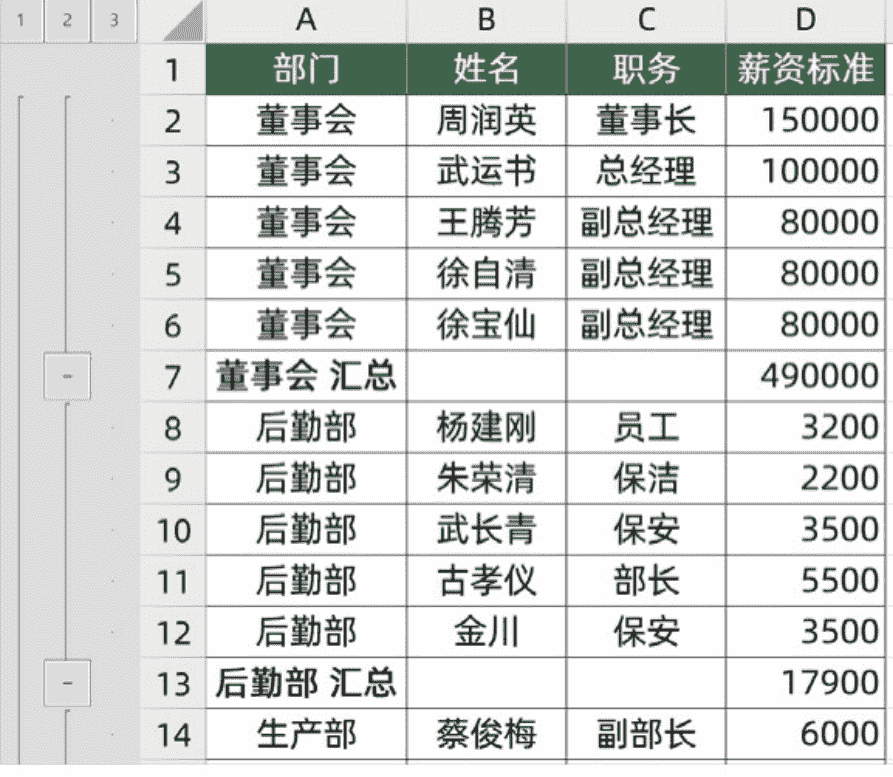 1 2 3 A B C D
1 部门 姓名 职务 薪资标准
2 董事会 周润英 董事长 150000
3 董事会 武运书 总经理 100000
4 董事会 王腾芳 副总经理 80000
5 董事会 徐自清 副总经理 80000
6 董事会 徐宝仙 副总经理 80000
7 董事会 汇总 490000
8 后勤部 杨建刚 员工 3200
9 后勤部 朱荣清 保洁 2200
10 后勤部 武长青 保安 3500
11 后勤部 古孝仪 部长 5500
12 后勤部 金川 保安 3500
13 后勤部 汇总 17900
14 生产部 蔡俊梅 副部长 6000